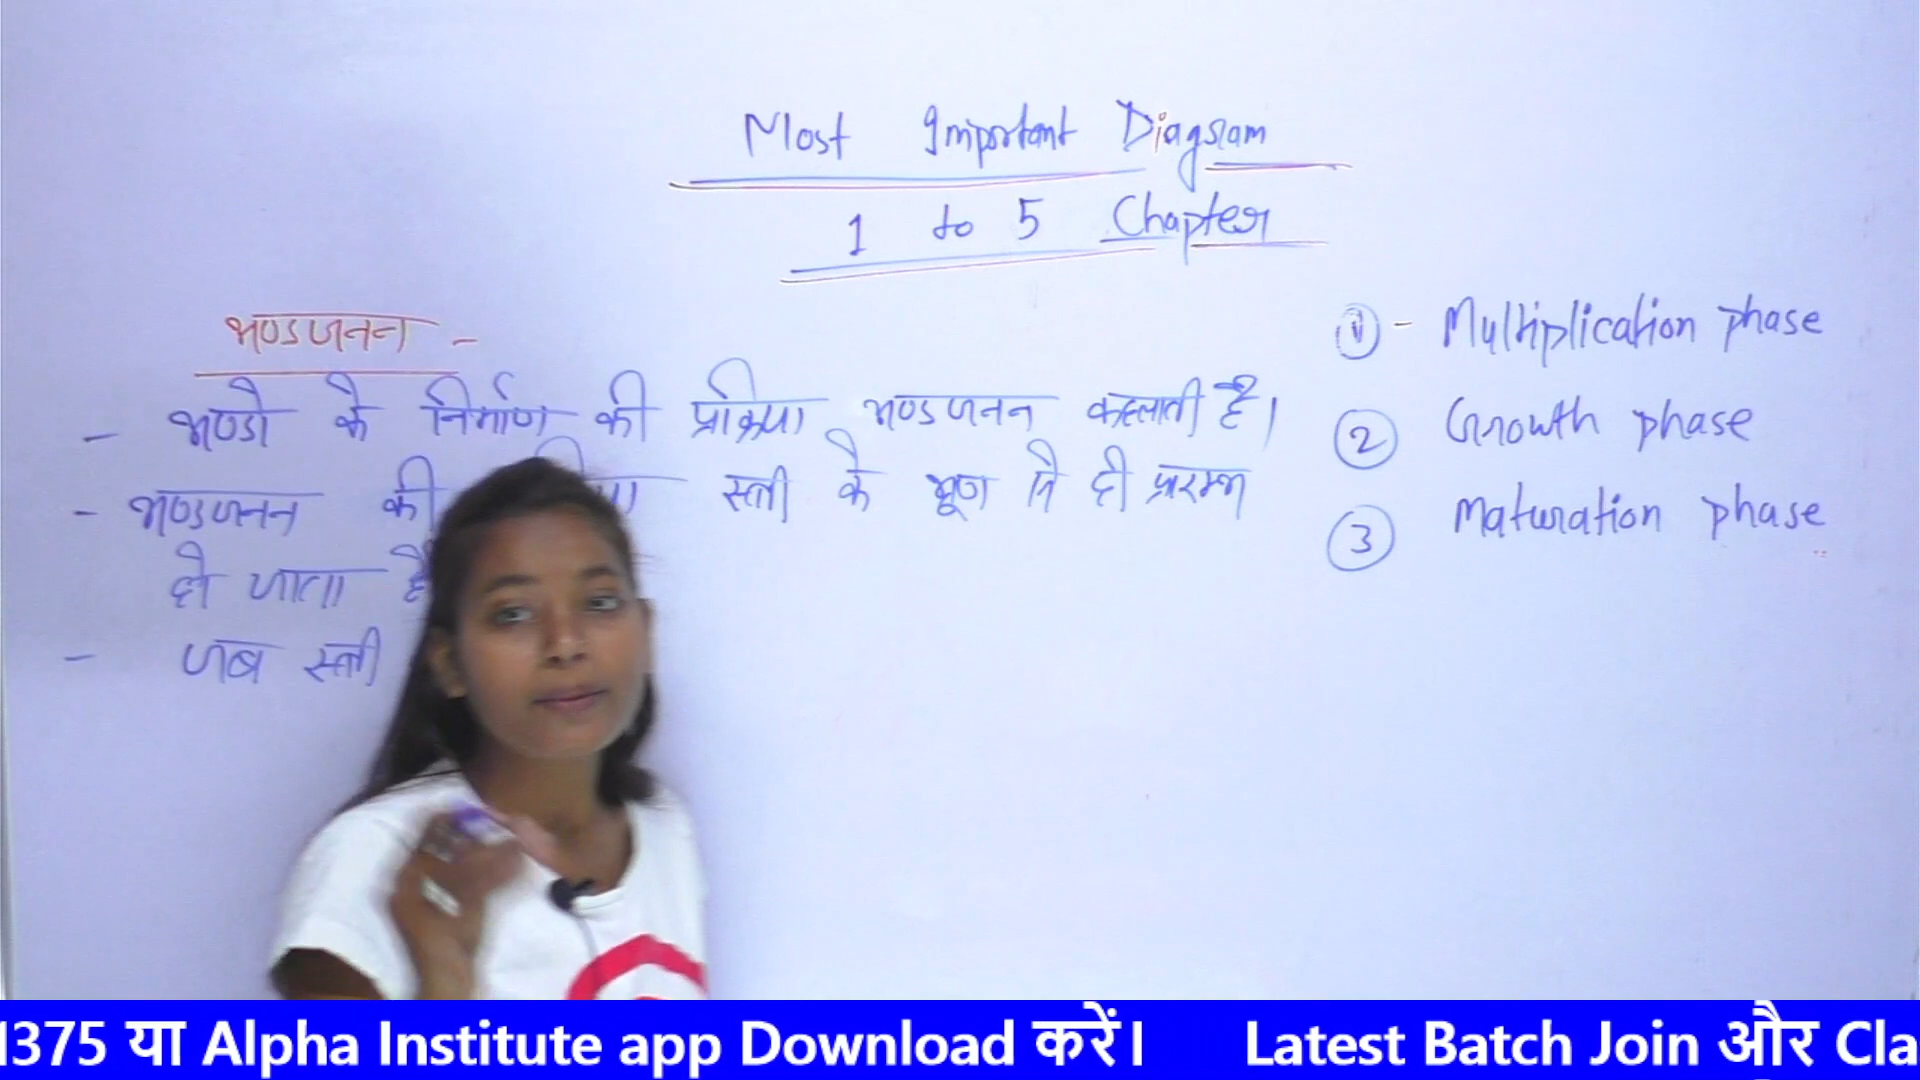 Most Important Diagram
1 to 5 Chapter
अण्डजनन -
- अण्डो के निर्माण की प्रक्रिया अण्डजनन कहलाती है।
- अण्डजनन की स्त्री के भ्रूण में ही प्रारम्भ
हो जाता है
- जब स्त्री
① - Multiplication phase
② Growth phase
③ Maturation phase
1375 या Alpha Institute app Download करें। Latest Batch Join और Cla